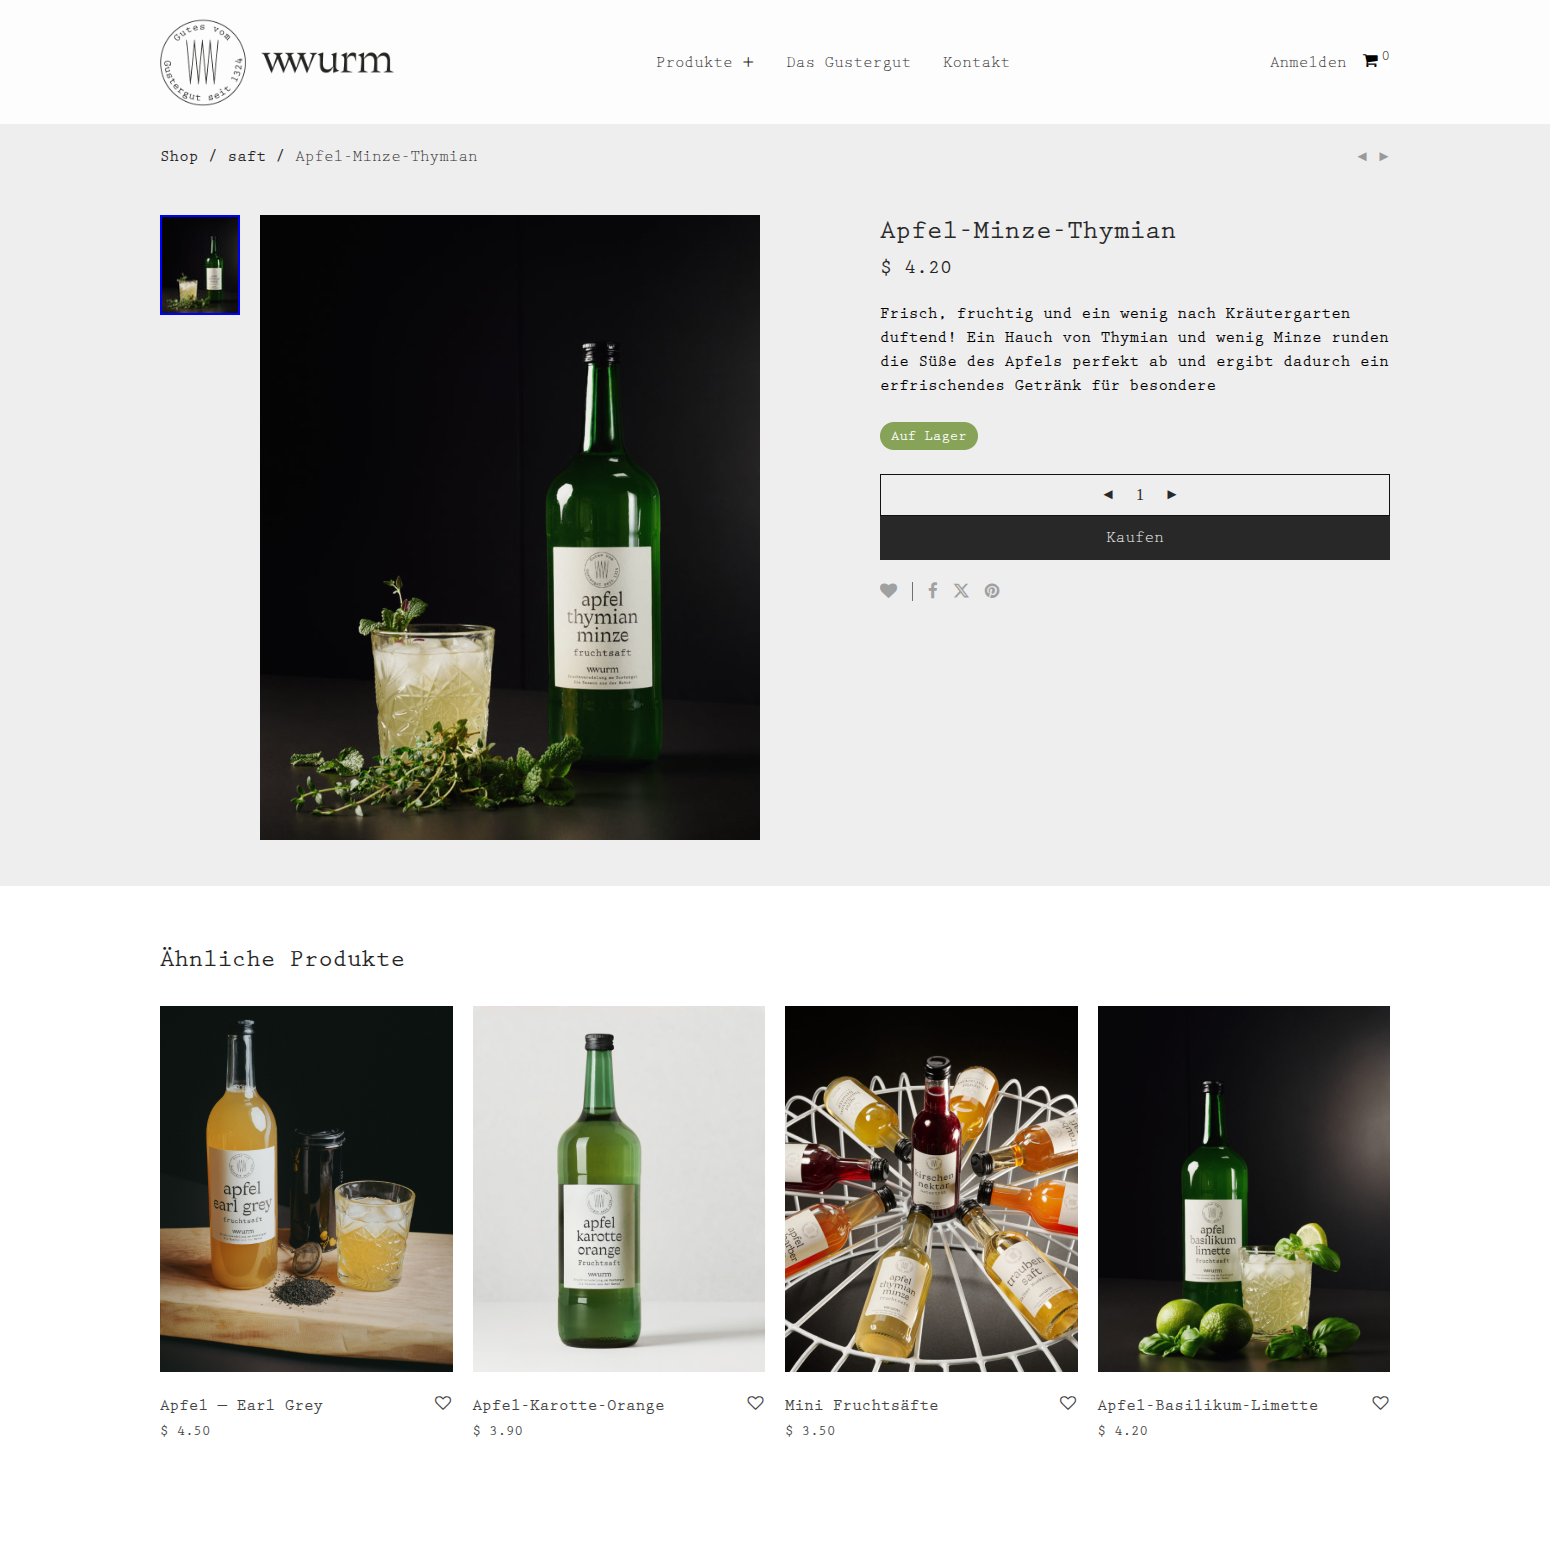 Gutes vom
Gustergut seit 1324
wwurm
Produkte +
Das Gustergut
Kontakt
Anmelden
0
Shop / saft / Apfel-Minze-Thymian
Apfel-Minze-Thymian
$ 4.20
Frisch, fruchtig und ein wenig nach Kräutergarten
duftend! Ein Hauch von Thymian und wenig Minze runden
die Süße des Apfels perfekt ab und ergibt dadurch ein
erfrischendes Getränk für besondere
Auf Lager
1
Kaufen
apfel
thymian
minze
fruchtsaft
wwurm
Ähnliche Produkte
apfel
earl grey
fruchtsaft
wwurm
apfel
karotte
orange
Fruchtsaft
wwurm
kirschen
nektar
apfel
thymian
minze
trauben
saft
apfel
basilikum
limette
Fruchtsaft
wwurm
Apfel – Earl Grey
$ 4.50
Apfel-Karotte-Orange
$ 3.90
Mini Fruchtsäfte
$ 3.50
Apfel-Basilikum-Limette
$ 4.20